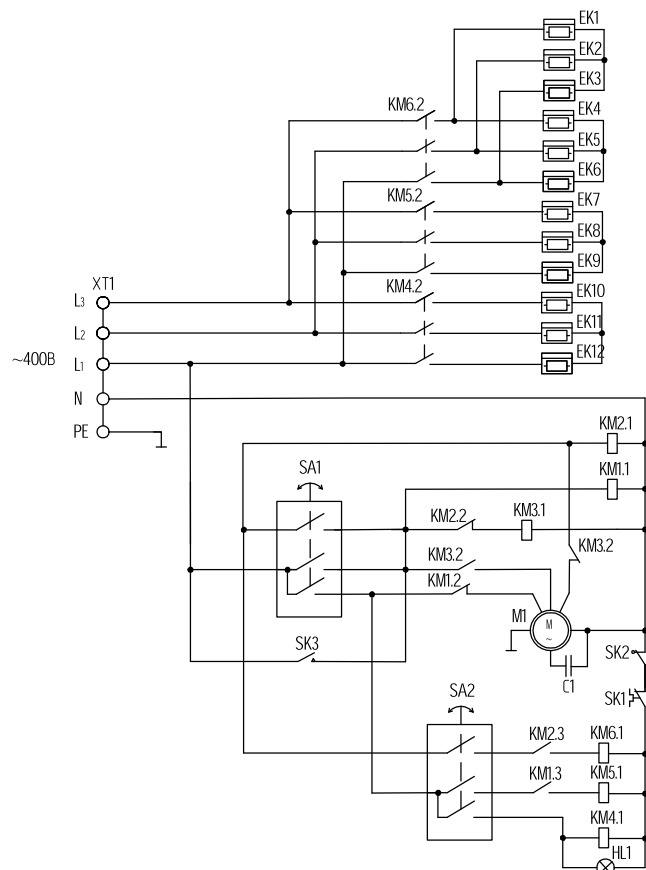 EK1
EK2
EK3
KM6.2
EK4
EK5
EK6
KM5.2
EK7
EK8
EK9
XT1
KM4.2
L3
EK10
L2
EK11
~400В
L1
EK12
N
PE
KM2.1
SA1
KM1.1
KM2.2
KM3.1
KM3.2
KM3.2
KM1.2
M1
M
~
SK3
SK2
C1
SA2
SK1
KM2.3
KM6.1
KM1.3
KM5.1
KM4.1
HL1